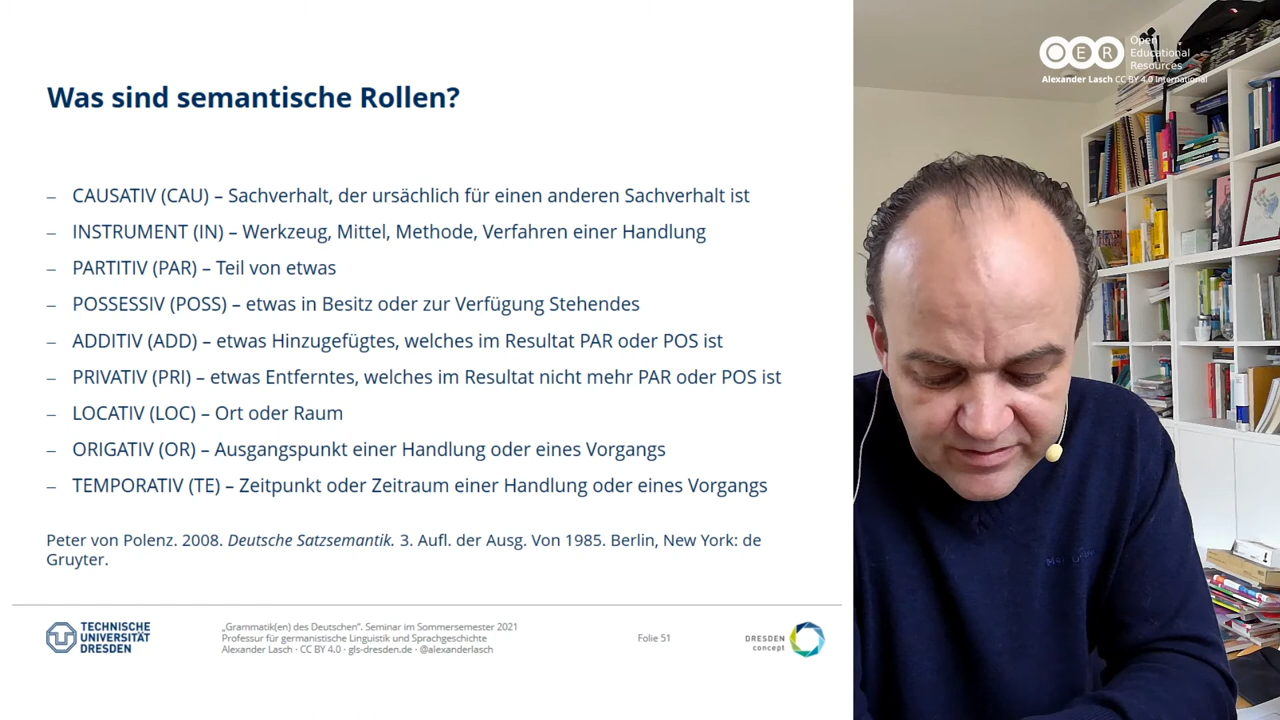 Was sind semantische Rollen?
– CAUSATIV (CAU) – Sachverhalt, der ursächlich für einen anderen Sachverhalt ist
– INSTRUMENT (IN) – Werkzeug, Mittel, Methode, Verfahren einer Handlung
– PARTITIV (PAR) – Teil von etwas
– POSSESSIV (POSS) – etwas in Besitz oder zur Verfügung Stehendes
– ADDITIV (ADD) – etwas Hinzugefügtes, welches im Resultat PAR oder POS ist
– PRIVATIV (PRI) – etwas Entferntes, welches im Resultat nicht mehr PAR oder POS ist
– LOCATIV (LOC) – Ort oder Raum
– ORIGATIV (OR) – Ausgangspunkt einer Handlung oder eines Vorgangs
– TEMPORATIV (TE) – Zeitpunkt oder Zeitraum einer Handlung oder eines Vorgangs
Peter von Polenz. 2008. Deutsche Satzsemantik. 3. Aufl. der Ausg. Von 1985. Berlin, New York: de
Gruyter.
TECHNISCHE
UNIVERSITÄT
DRESDEN
„Grammatik(en) des Deutschen“. Seminar im Sommersemester 2021
Professur für germanistische Linguistik und Sprachgeschichte
Alexander Lasch · CC BY 4.0 · gls-dresden.de · @alexanderlasch
Folie 51
DRESDEN
concept
OER
Open
Educational
Resources
Alexander Lasch CC BY 4.0 International